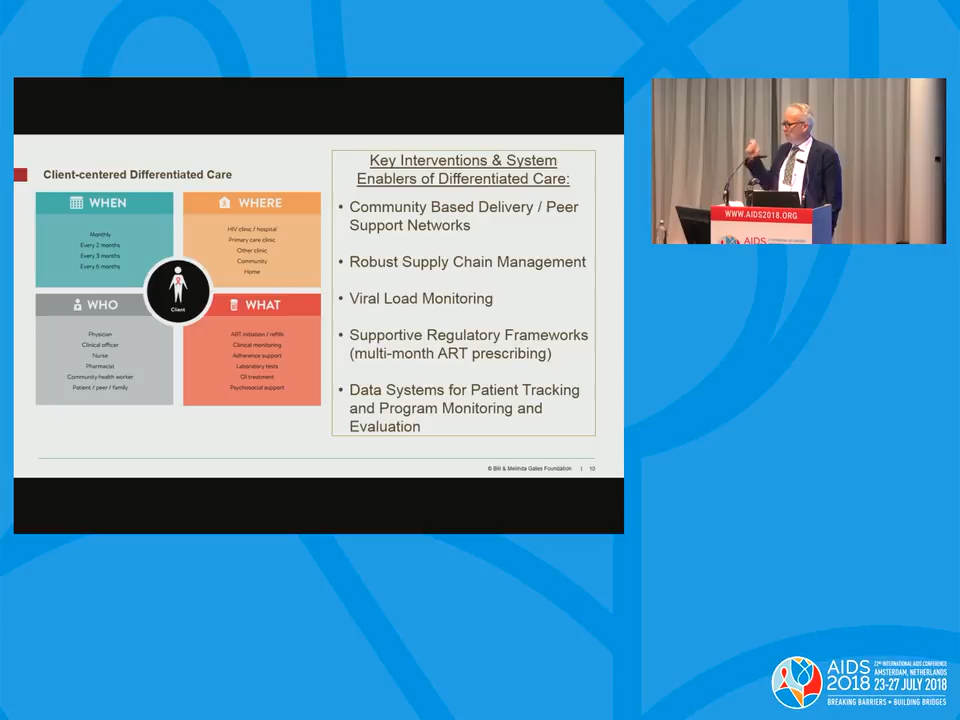 Client-centered Differentiated Care
WHEN
Monthly
Every 2 months
Every 3 months
Every 6 months
WHERE
HIV clinic / hospital
Primary care clinic
Other clinic
Community
Home
Client
WHO
Physician
Clinical officer
Nurse
Pharmacist
Community health worker
Patient / peer / family
WHAT
ART initiation / refills
Clinical monitoring
Adherence support
Laboratory tests
OI treatment
Psychosocial support
Key Interventions & System
Enablers of Differentiated Care:
• Community Based Delivery / Peer
Support Networks
• Robust Supply Chain Management
• Viral Load Monitoring
• Supportive Regulatory Frameworks
(multi-month ART prescribing)
• Data Systems for Patient Tracking
and Program Monitoring and
Evaluation
© Bill & Melinda Gates Foundation | 10
WWW.AIDS2018.ORG
AIDS
AIDS
2018
22ND INTERNATIONAL AIDS CONFERENCE
AMSTERDAM, NETHERLANDS
23-27 JULY 2018
BREAKING BARRIERS • BUILDING BRIDGES